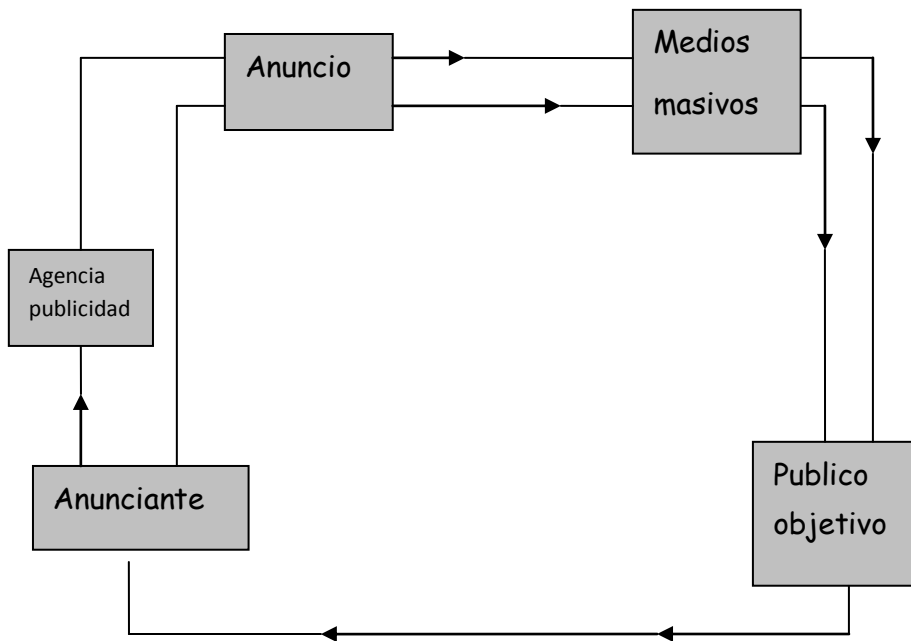 Anuncio
Medios
masivos
Agencia
publicidad
Anunciante
Publico
objetivo